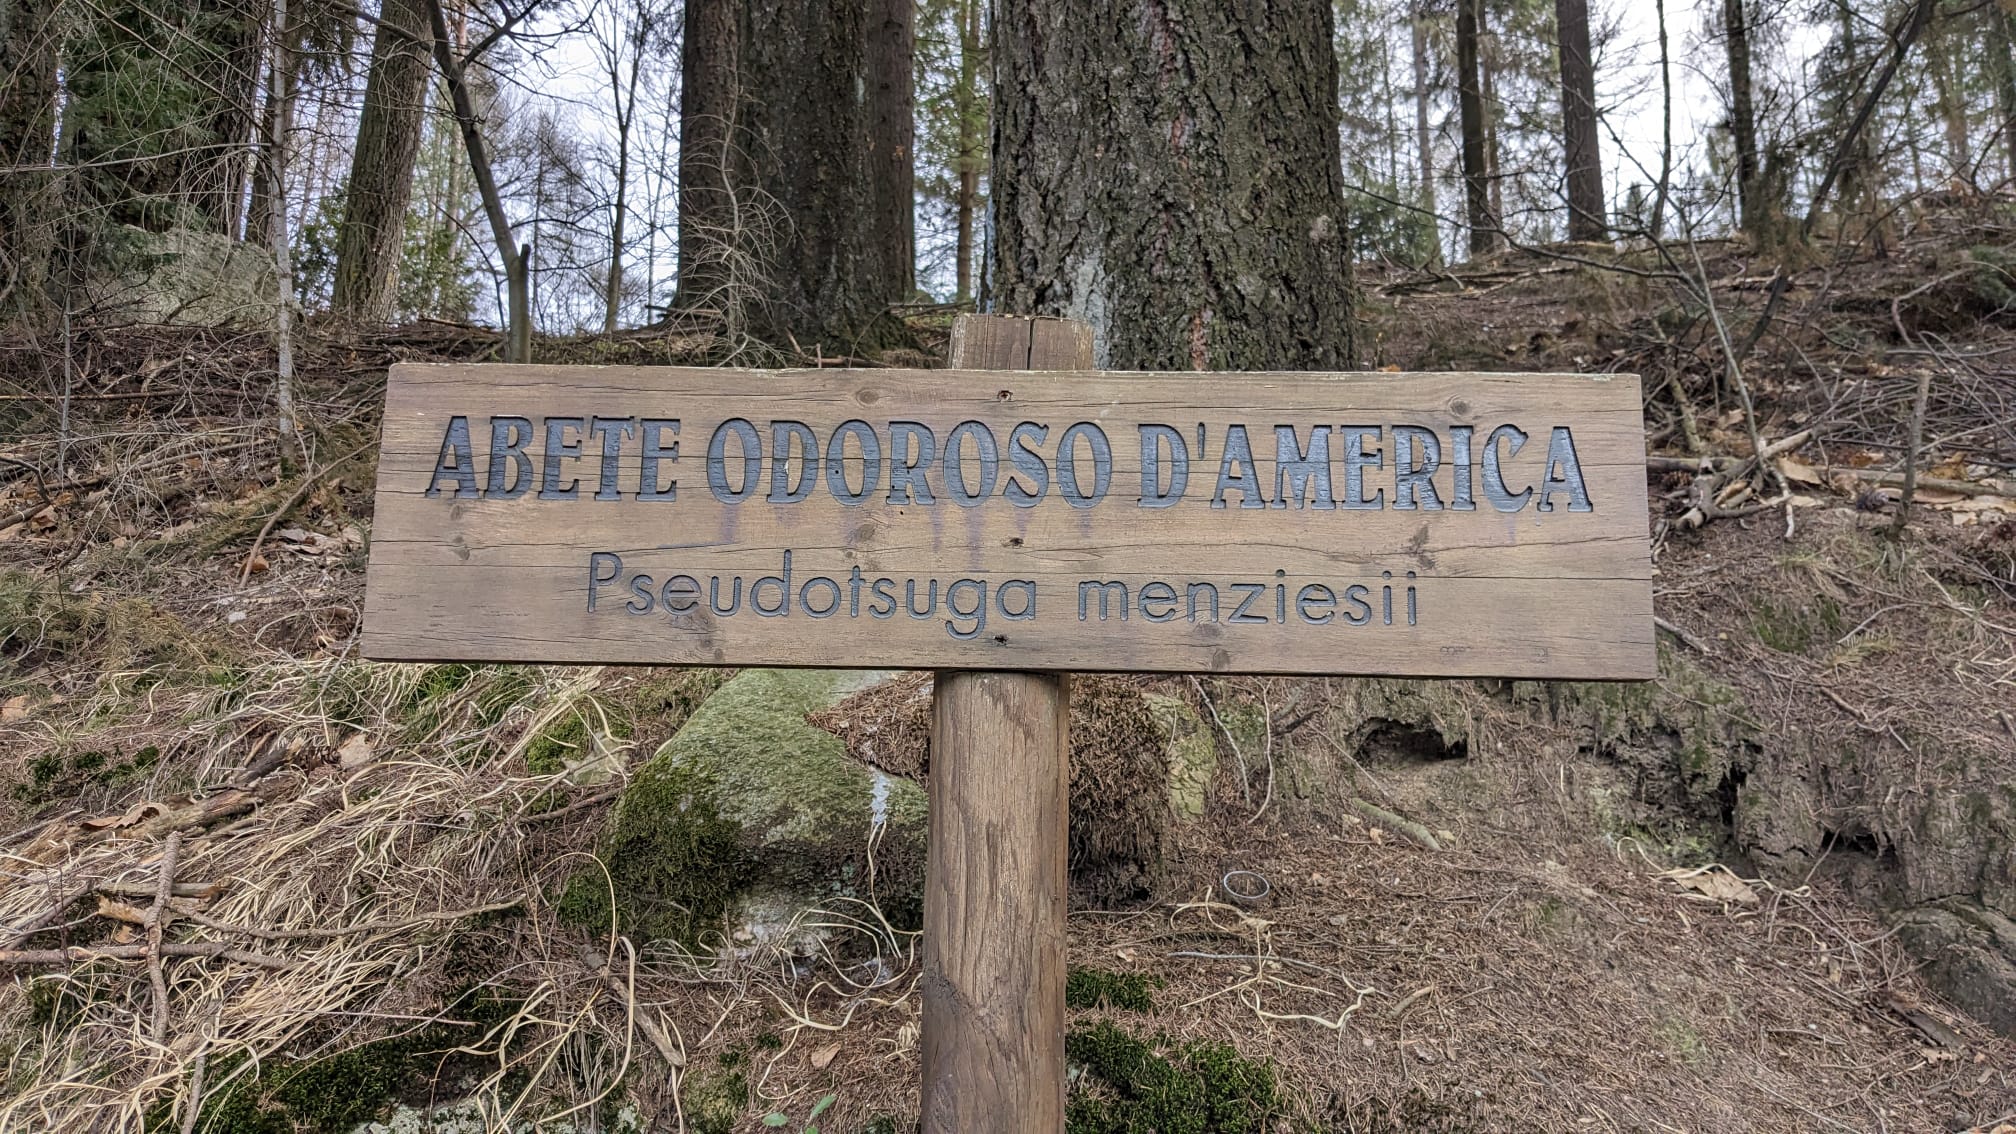 ABETE ODOROSO D'AMERICA
Pseudotsuga menziesii